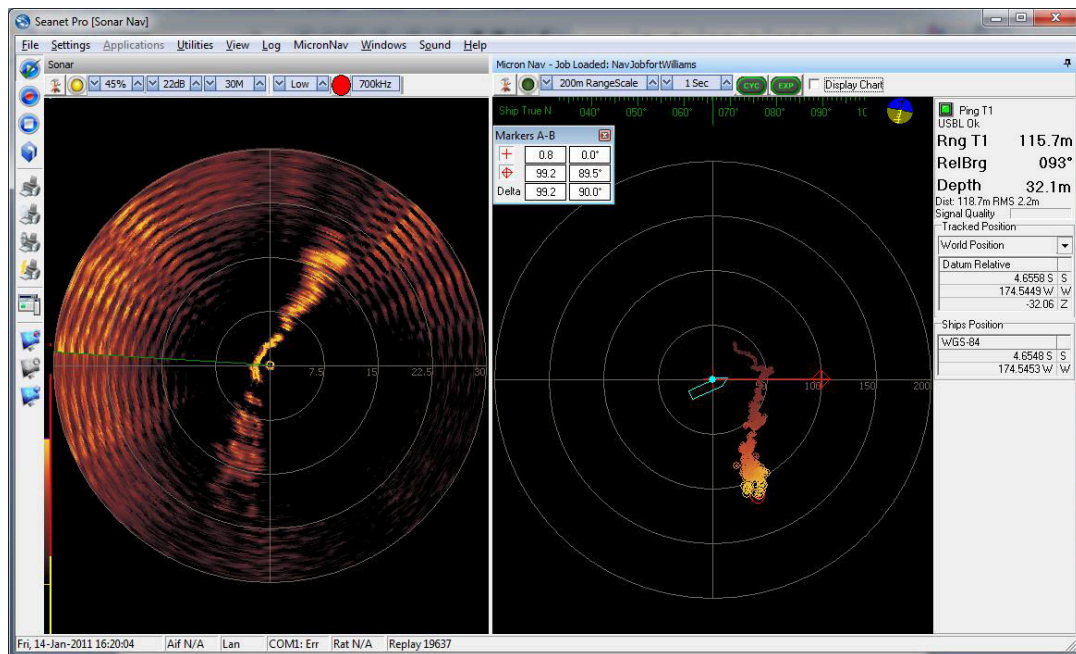 Seanet Pro [Sonar Nav]
File Settings Applications Utilities View Log MicronNav Windows Sound Help
Sonar
45% 22dB 30M Low 700kHz
7.5 15 22.5 30
Micron Nav - Job Loaded: NavJobfortWilliams
200m RangeScale 1 Sec CYC EXP Display Chart
Ship True N 040° 050° 060° 070° 080° 090° 10
Markers A-B
0.8 0.0°
99.2 89.5°
Delta 99.2 90.0°
50 100 150 200
Ping T1
USBL Ok
Rng T1 115.7m
RelBrg 093°
Depth 32.1m
Dist: 118.7m RMS 2.2m
Signal Quality
Tracked Position
World Position
Datum Relative
4.6558 S S
174.5449 W W
-32.06 Z
Ships Position
WGS-84
4.6548 S S
174.5453 W W
Fri, 14-Jan-2011 16:20:04 Aif N/A Lan COM1: Err Rat N/A Replay 19637